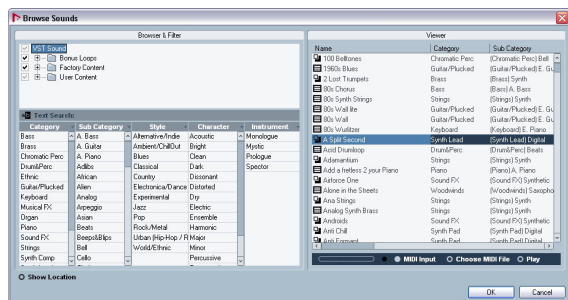 Browse Sounds
Browser & Filter
VST Sound
Bonus Loops
Factory Content
User Content
Text Search:
Category Sub Category Style Character Instrument
Bass A. Bass Alternative/Indie Acoustic Monologue
Brass A. Guitar Ambient/ChillOut Bright Mystic
Chromatic Perc A. Piano Blues Clean Prologue
Drum&Perc Adlibs Classical Dark Spector
Ethnic African Country Dissonant
Guitar/Plucked Alien Electronica/Dance Distorted
Keyboard Analog Experimental Dry
Musical FX Arpeggio Jazz Electric
Organ Asian Pop Ensemble
Piano Beats Rock/Metal Harmonic
Sound FX Beeps&Blips Urban (Hip-Hop / R Major
Strings Bell World/Ethnic Minor
Synth Comp Cello Percussive
Show Location
Viewer
Name Category Sub Category
100 Belltones Chromatic Perc (Chromatic Perc) Bell
1960s Blues Guitar/Plucked (Guitar/Plucked) E. Gu
2 Lost Trumpets Brass (Brass) Synth
80s Chorus Bass (Bass) A. Bass
80s Synth Strings Strings (Strings) Synth
80s Wall lite Guitar/Plucked (Guitar/Plucked) E. Gu
80s Wall Guitar/Plucked (Guitar/Plucked) E. Gu
80s Wurlitzer Keyboard (Keyboard) E. Piano
A Split Second Synth Lead (Synth Lead) Digital
Acid Drumloop Drum&Perc (Drum&Perc) Beats
Adamantium Strings (Strings) Synth
Add a fretless 2 your Piano Piano (Piano) A. Piano
Airforce One Sound FX (Sound FX) Synthetic
Alone in the Streets Woodwinds (Woodwinds) Saxopho
Ana Strings Strings (Strings) Synth
Analog Synth Brass Strings (Strings) Synth
Androids Sound FX (Sound FX) Synthetic
Anti Chill Synth Pad (Synth Pad) Digital
Anti Formant Synth Pad (Synth Pad) Digital
MIDI Input Choose MIDI File Play
OK Cancel